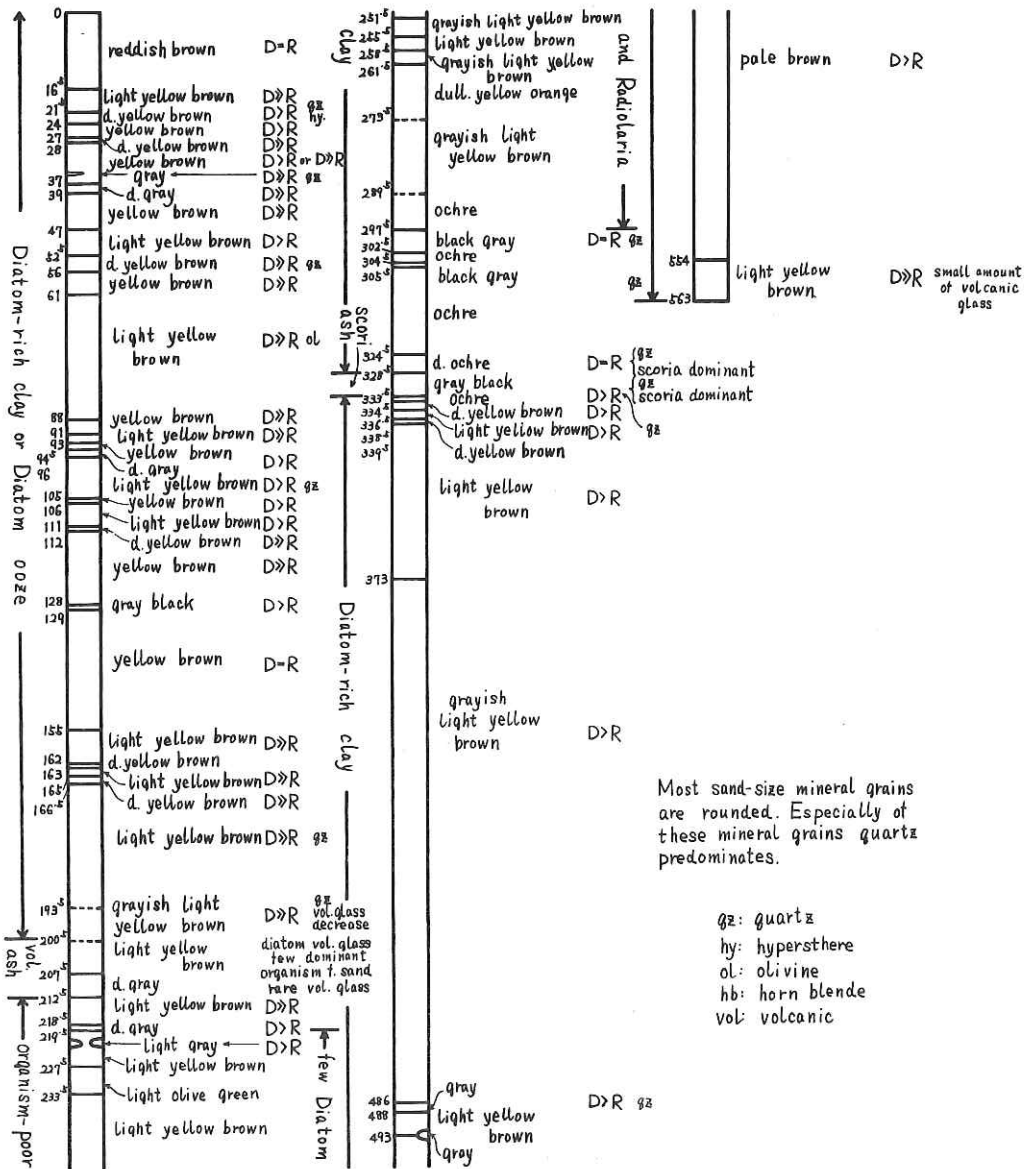 0
reddish brown D=R
16.5
light yellow brown D≫R
21.5
d. yellow brown D>R qz hy.
24
yellow brown D>R
27
d. yellow brown D≫R
28
yellow brown D>R or D≫R
gray D≫R qz
37
d. gray D≫R
39
yellow brown D≫R
47
light yellow brown D>R
52.5
d. yellow brown D≫R qz
56
yellow brown D≫R
61
light yellow
brown D≫R ol
88
yellow brown D≫R
91
light yellow brown D≫R
93
yellow brown
94.5
d. gray D>R
96
light yellow brown D≫R qz
105
yellow brown D>R
106
light yellow brown D≫R
111
d. yellow brown D≫R
112
yellow brown D≫R
128
gray black D>R
129
yellow brown D=R
155
light yellow brown D≫R
162
d. yellow brown
163
light yellow brown D≫R
165
d. yellow brown D≫R
166.5
light yellow brown D≫R qz
193.5
grayish light
yellow brown D≫R qz
vol. glass
decrease
200.5
light yellow
brown
diatom vol. glass
few dominant
organism f. sand
rare vol. glass
207.5
d. gray
212.5
light yellow brown D≫R
218.5
d. gray D>R
219.5
light gray D>R
light yellow brown
227.5
light olive green
233.5
light yellow brown
Diatom-rich clay or Diatom ooze
vol.
ash
organism-poor
clay
scori.
ash
Diatom-rich clay
few Diatom
251.5
grayish light yellow brown
255.5
light yellow brown
258.5
grayish light yellow
brown
261.5
dull. yellow orange
273.5
grayish light
yellow brown
289.5
ochre
297.5
black gray D=R qz
302.5
ochre
304.5
black gray
305.5
ochre
324.5
d. ochre D=R { qz
scoria dominant
328.5
gray black D>R { qz
scoria dominant
333.5
ochre
qz
334.5
d. yellow brown D>R
336.5
light yellow brown D>R
338.5
d. yellow brown
339.5
light yellow
brown D>R
373
grayish
light yellow
brown D>R
486
gray
D>R qz
488
light yellow
brown
493
gray
and Radiolaria
qz
pale brown D>R
554
light yellow
brown. D≫R small amount
of volcanic
glass
563
Most sand-size mineral grains
are rounded. Especially of
these mineral grains quartz
predominates.
qz: quartz
hy: hypersthere
ol: olivine
hb: horn blende
vol: volcanic